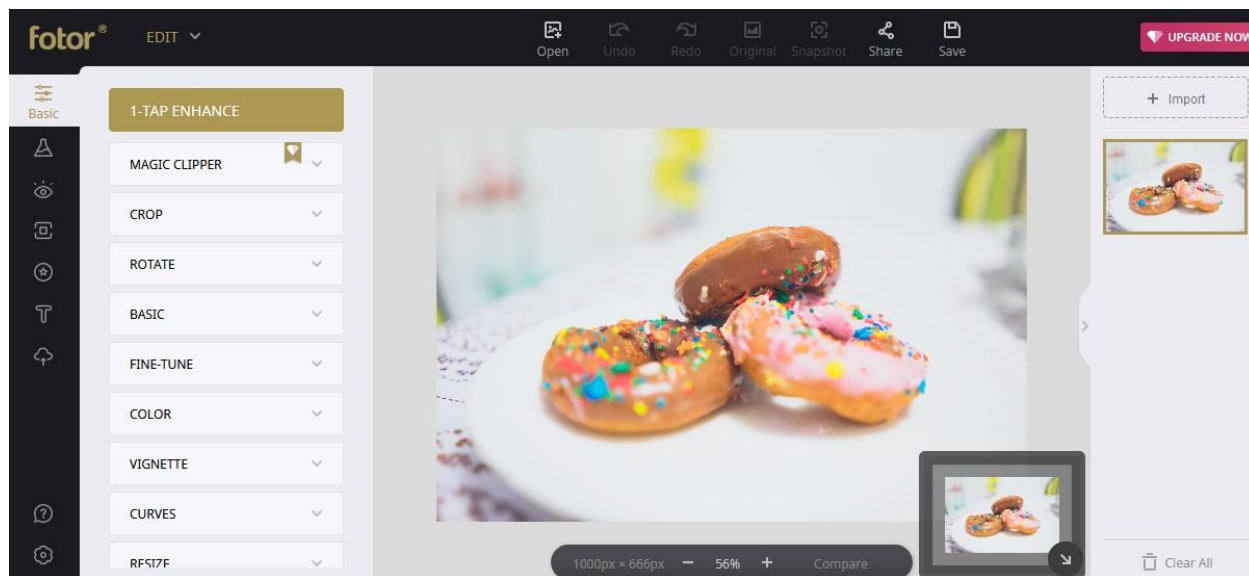 fotor®
EDIT
Open
Undo
Redo
Original
Snapshot
Share
Save
UPGRADE NOW
Basic
1-TAP ENHANCE
MAGIC CLIPPER
CROP
ROTATE
BASIC
FINE-TUNE
COLOR
VIGNETTE
CURVES
RESIZE
1000px × 666px
56%
Compare
Import
Clear All